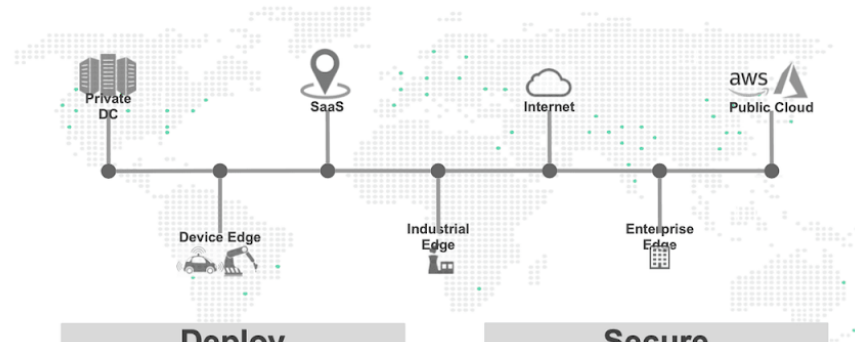 Private
DC
SaaS
Internet
aws
Public Cloud
Device Edge
Industrial
Edge
Enterprise
Edge
Deploy
Secure